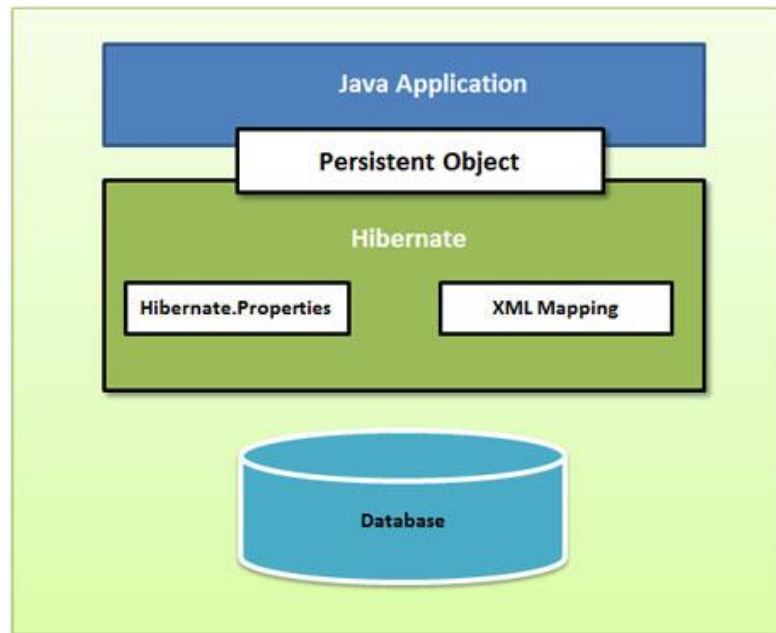 Java Application
Persistent Object
Hibernate
Hibernate.Properties
XML Mapping
Database